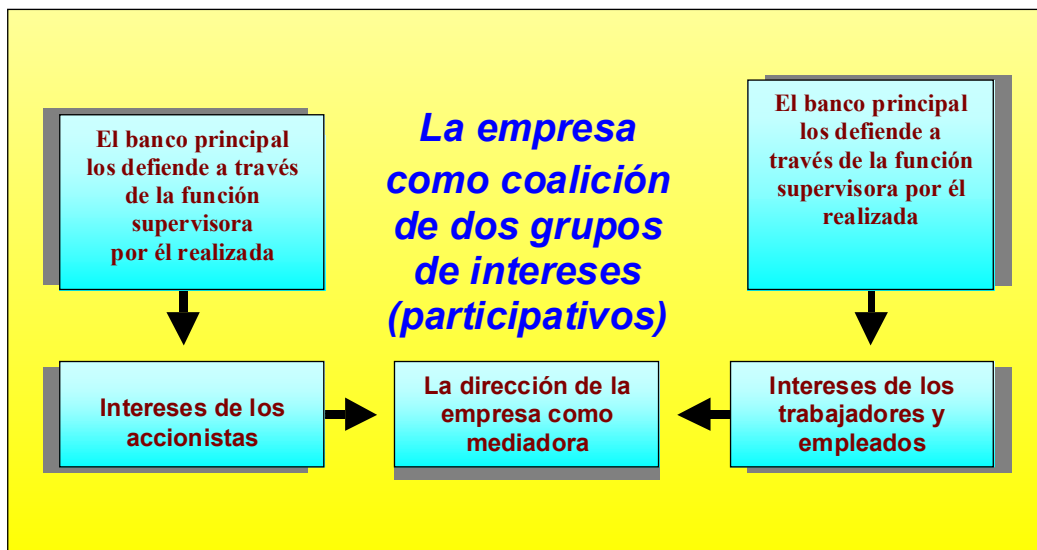 El banco principal
los defiende a través
de la función
supervisora
por él realizada
La empresa
como coalición
de dos grupos
de intereses
(participativos)
El banco principal
los defiende a
través de la función
supervisora por él
realizada
Intereses de los
accionistas
La dirección de la
empresa como
mediadora
Intereses de los
trabajadores y
empleados